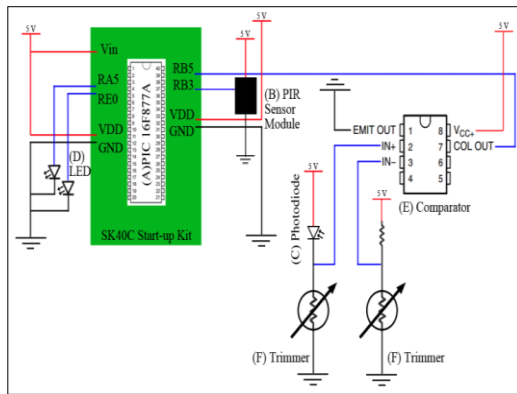 5 V
5 V
5 V
5 V
Vin
RA5
RE0
RB5
RB3
(B) PIR
Sensor
Module
VDD
GND
VDD
GND
(D)
LED
(A)PIC 16F877A
SK40C Start-up Kit
EMIT OUT
IN+
IN−
1
2
3
4
8
7
6
5
VCC+
COL OUT
(E) Comparator
5 V
5 V
(C) Photodiode
(F) Trimmer
(F) Trimmer